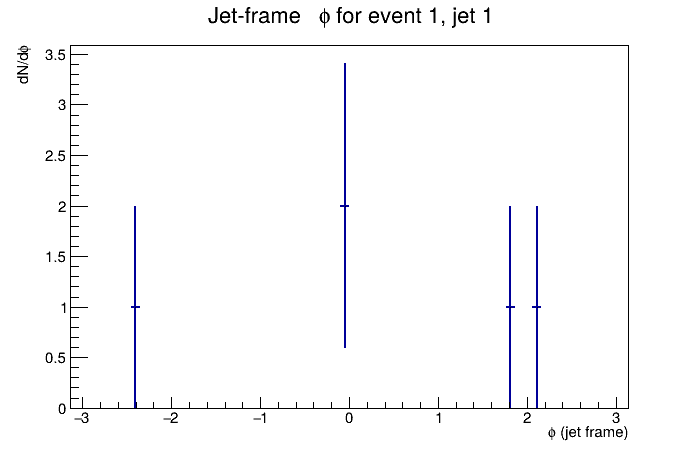 Jet-frame ϕ for event 1, jet 1
dN/dϕ
3.5
3
2.5
2
1.5
1
0.5
0
−3 −2 −1 0 1 2 3
ϕ (jet frame)